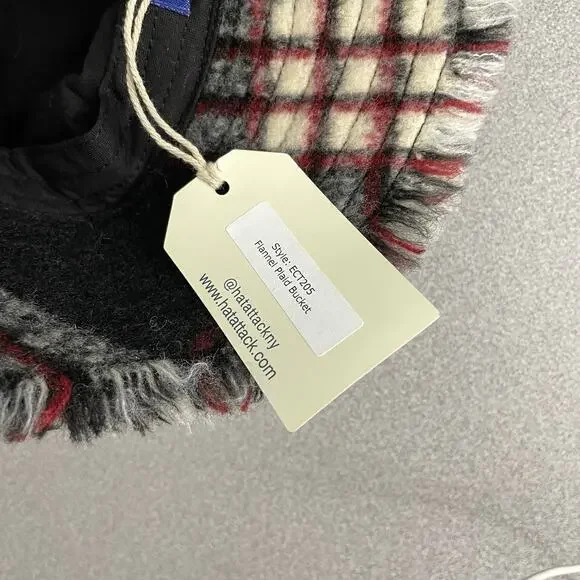 Style: ECT205
Flannel Plaid Bucket
@hatattackny
www.hatattack.com